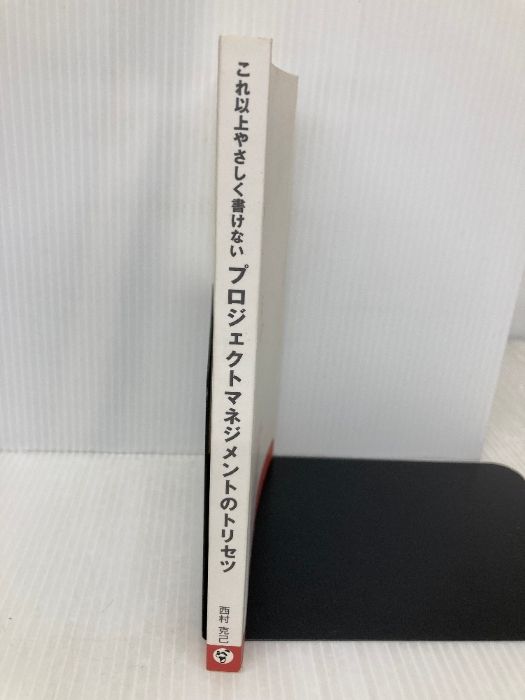 これ以上やさしく書けない
プロジェクトマネジメントのトリセツ
西村 克己